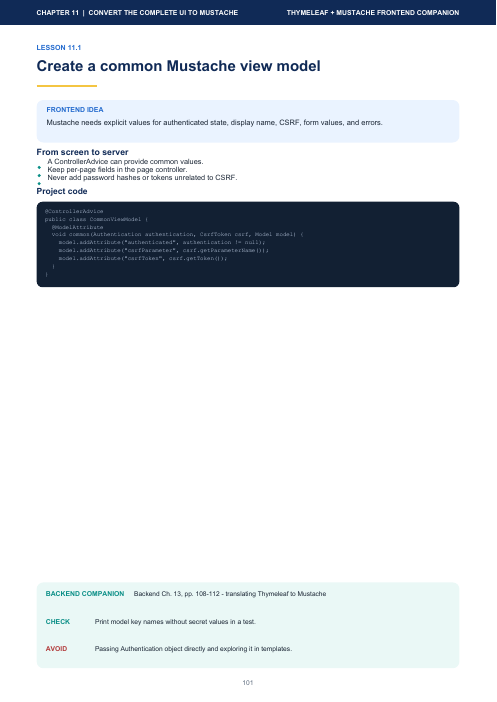 CHAPTER 11 | CONVERT THE COMPLETE UI TO MUSTACHE
THYMELEAF + MUSTACHE FRONTEND COMPANION
LESSON 11.1
Create a common Mustache view model
FRONTEND IDEA
Mustache needs explicit values for authenticated state, display name, CSRF, form values, and errors.
From screen to server
A ControllerAdvice can provide common values.
Keep per-page fields in the page controller.
Never add password hashes or tokens unrelated to CSRF.
Project code
@ControllerAdvice
public class CommonViewModel {
@ModelAttribute
void common(Authentication authentication, CsrfToken csrf, Model model) {
model.addAttribute("authenticated", authentication != null);
model.addAttribute("csrfParameter", csrf.getParameterName());
model.addAttribute("csrfToken", csrf.getToken());
}
}
BACKEND COMPANION Backend Ch. 13, pp. 108-112 - translating Thymeleaf to Mustache
CHECK Print model key names without secret values in a test.
AVOID Passing Authentication object directly and exploring it in templates.
101